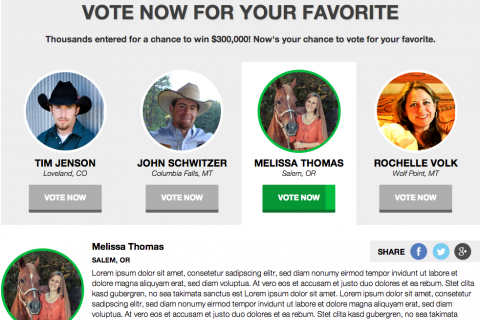 VOTE NOW FOR YOUR FAVORITE
Thousands entered for a chance to win $300,000! Now's your chance to vote for your favorite.
TIM JENSON
Loveland, CO
VOTE NOW
JOHN SCHWITZER
Columbia Falls, MT
VOTE NOW
MELISSA THOMAS
Salem, OR
VOTE NOW
ROCHELLE VOLK
Wolf Point, MT
VOTE NOW
Melissa Thomas
SALEM, OR
SHARE
Lorem ipsum dolor sit amet, consetetur sadipscing elitr, sed diam nonumy eirmod tempor invidunt ut labore et
dolore magna aliquyam erat, sed diam voluptua. At vero eos et accusam et justo duo dolores et ea rebum. Stet clita
kasd gubergren, no sea takimata sanctus est Lorem ipsum dolor sit amet. Lorem ipsum dolor sit amet, consetetur
sadipscing elitr, sed diam nonumy eirmod tempor invidunt ut labore et dolore magna aliquyam erat, sed diam
voluptua. At vero eos et accusam et justo duo dolores et ea rebum. Stet clita kasd gubergren, no sea takimata